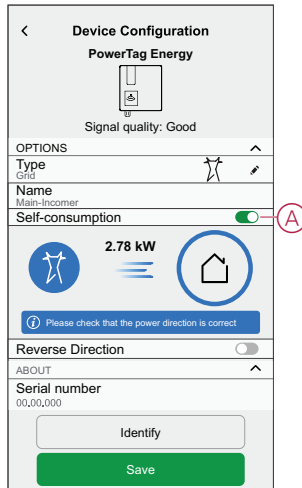 Device Configuration
PowerTag Energy
Signal quality: Good
OPTIONS
Type
Grid
Name
Main-Incomer
Self-consumption
A
2.78 kW
i Please check that the power direction is correct
Reverse Direction
ABOUT
Serial number
00.00.000
Identify
Save